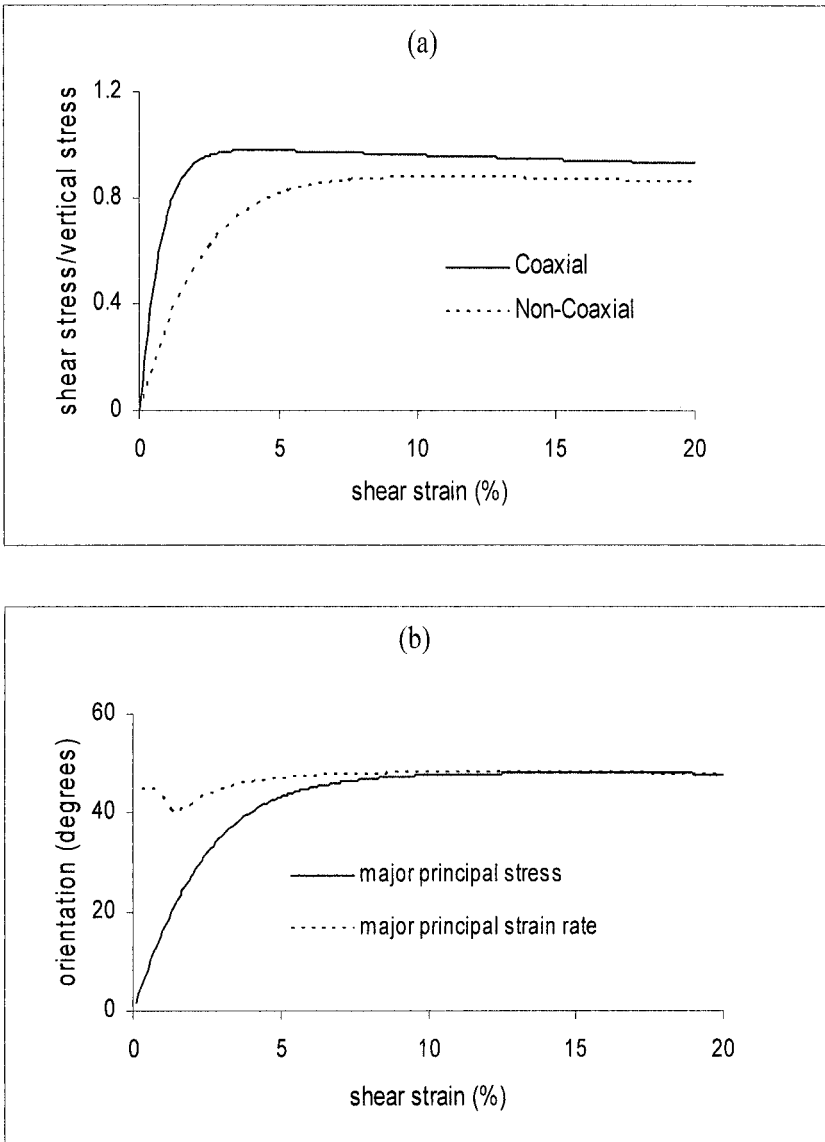 (a)
shear stress/vertical stress
1.2
0.8
0.4
0
Coaxial
Non-Coaxial
0 5 10 15 20
shear strain (%)
(b)
orientation (degrees)
60
40
20
0
major principal stress
major principal strain rate
0 5 10 15 20
shear strain (%)